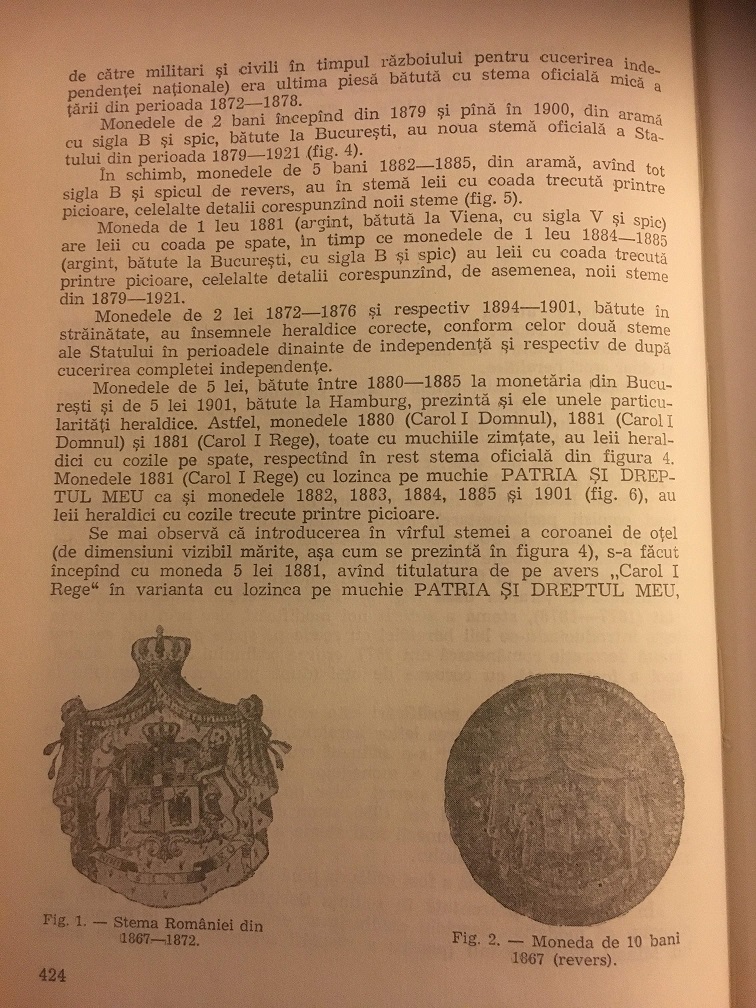 de către militari și civili în timpul războiului pentru cucerirea inde-
pendenței naționale) era ultima piesă bătută cu stema oficială mică a
țării din perioada 1872—1878.
Monedele de 2 bani începînd din 1879 și pînă în 1900, din aramă
cu sigla B și spic, bătute la București, au noua stemă oficială a Sta-
tului din perioada 1879—1921 (fig. 4).
În schimb, monedele de 5 bani 1882—1885, din aramă, avînd tot
sigla B și spicul de revers, au în stemă leii cu coada trecută printre
picioare, celelalte detalii corespunzînd noii steme (fig. 5).
Moneda de 1 leu 1881 (argint, bătută la Viena, cu sigla V și spic)
are leii cu coada pe spate, în timp ce monedele de 1 leu 1884—1885
(argint, bătute la București, cu sigla B și spic) au leii cu coada trecută
printre picioare, celelalte detalii corespunzînd, de asemenea, noii steme
din 1879—1921.
Monedele de 2 lei 1872—1876 și respectiv 1894—1901, bătute în
străinătate, au însemnele heraldice corecte, conform celor două steme
ale Statului în perioadele dinainte de independență și respectiv de după
cucerirea completei independențe.
Monedele de 5 lei, bătute între 1880—1885 la monetăria din Bucu-
rești și de 5 lei 1901, bătute la Hamburg, prezintă și ele unele particu-
larități heraldice. Astfel, monedele 1880 (Carol I Domnul), 1881 (Carol I
Domnul) și 1881 (Carol I Rege), toate cu muchiile zimțate, au leii heral-
dici cu cozile pe spate, respectînd în rest stema oficială din figura 4.
Monedele 1881 (Carol I Rege) cu lozinca pe muchie PATRIA ȘI DREP-
TUL MEU ca și monedele 1882, 1883, 1884, 1885 și 1901 (fig. 6), au
leii heraldici cu cozile trecute printre picioare.
Se mai observă că introducerea în vîrful stemei a coroanei de oțel
(de dimensiuni vizibil mărite, așa cum se prezintă în figura 4), s-a făcut
începînd cu moneda 5 lei 1881, avînd titulatura de pe avers „Carol I
Rege“ în varianta cu lozinca pe muchie PATRIA ȘI DREPTUL MEU,
Fig. 1. — Stema României din
1867—1872.
Fig. 2. — Moneda de 10 bani
1867 (revers).
424